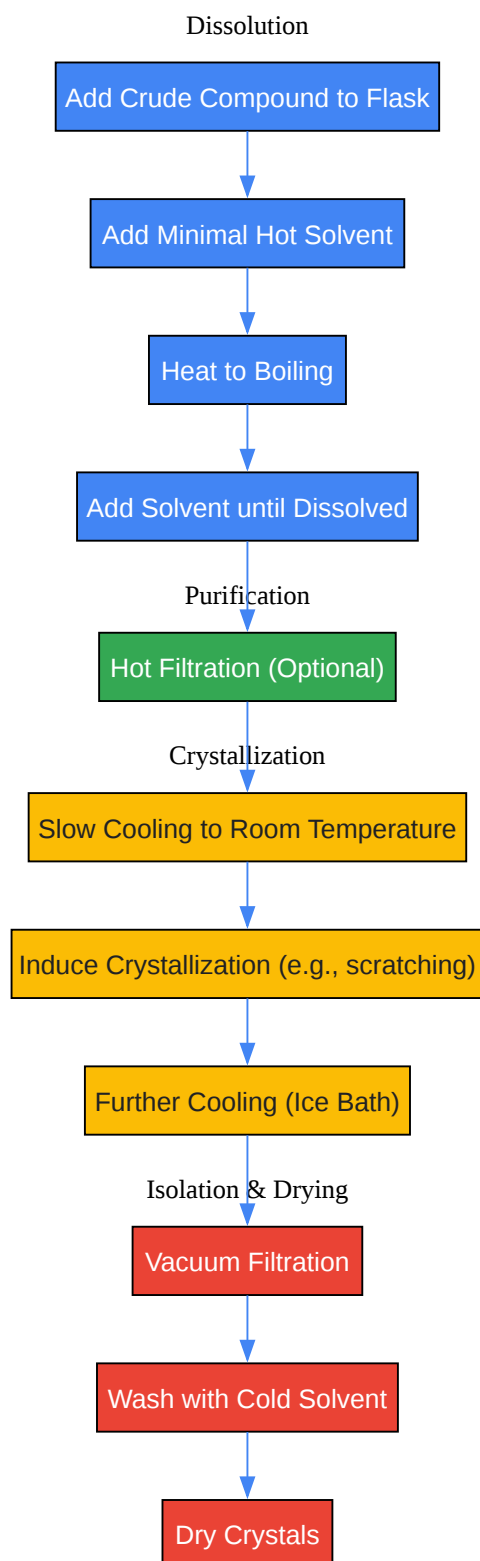 Dissolution
Add Crude Compound to Flask
Add Minimal Hot Solvent
Heat to Boiling
Add Solvent until Dissolved
Purification
Hot Filtration (Optional)
Crystallization
Slow Cooling to Room Temperature
Induce Crystallization (e.g., scratching)
Further Cooling (Ice Bath)
Isolation & Drying
Vacuum Filtration
Wash with Cold Solvent
Dry Crystals